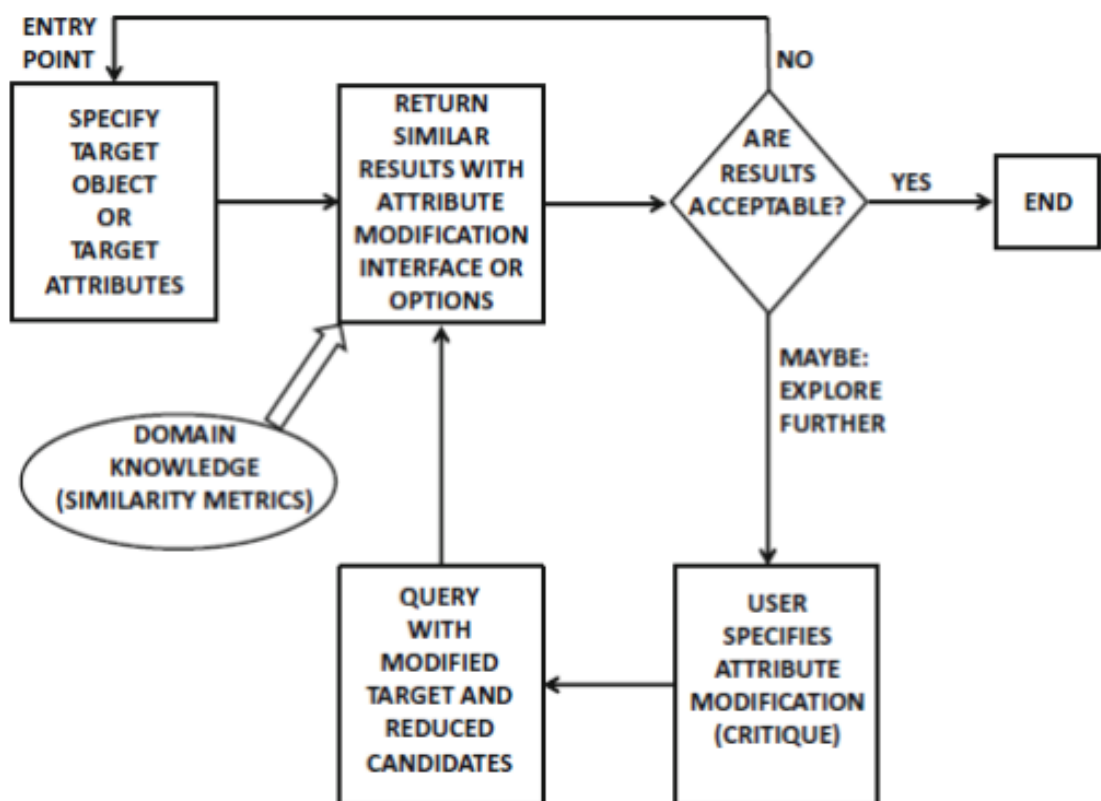 ENTRY
POINT
SPECIFY
TARGET
OBJECT
OR
TARGET
ATTRIBUTES
RETURN
SIMILAR
RESULTS WITH
ATTRIBUTE
MODIFICATION
INTERFACE OR
OPTIONS
NO
ARE
RESULTS
ACCEPTABLE?
YES
END
MAYBE:
EXPLORE
FURTHER
DOMAIN
KNOWLEDGE
(SIMILARITY METRICS)
QUERY
WITH
MODIFIED
TARGET AND
REDUCED
CANDIDATES
USER
SPECIFIES
ATTRIBUTE
MODIFICATION
(CRITIQUE)